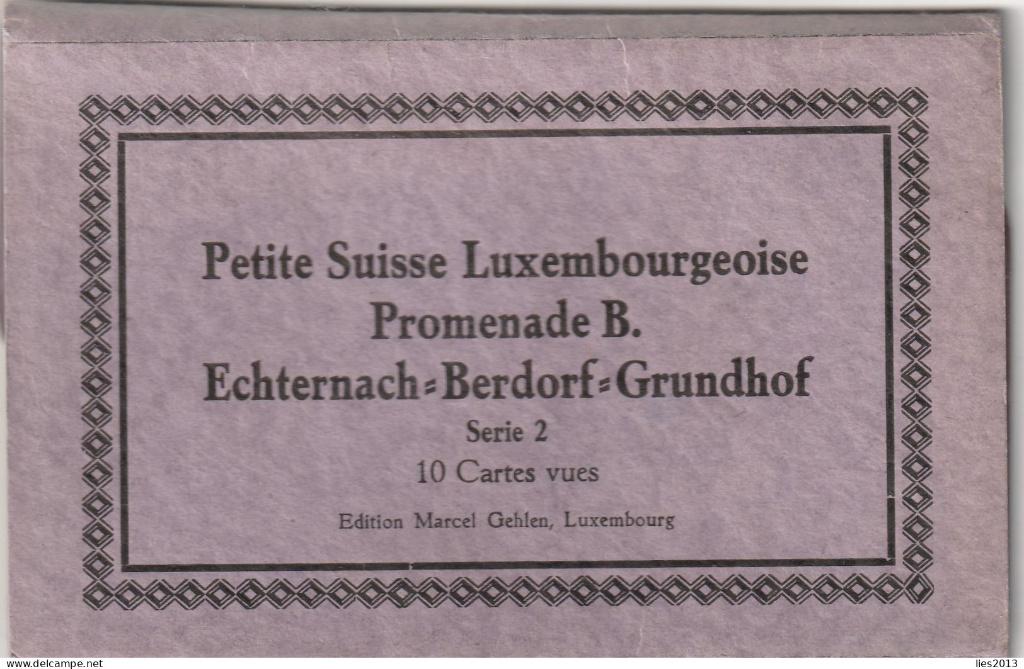 Petite Suisse Luxembourgeoise
Promenade B.
Echternach=Berdorf=Grundhof
Serie 2
10 Cartes vues
Edition Marcel Gehlen, Luxembourg
www.delcampe.net
lies2013